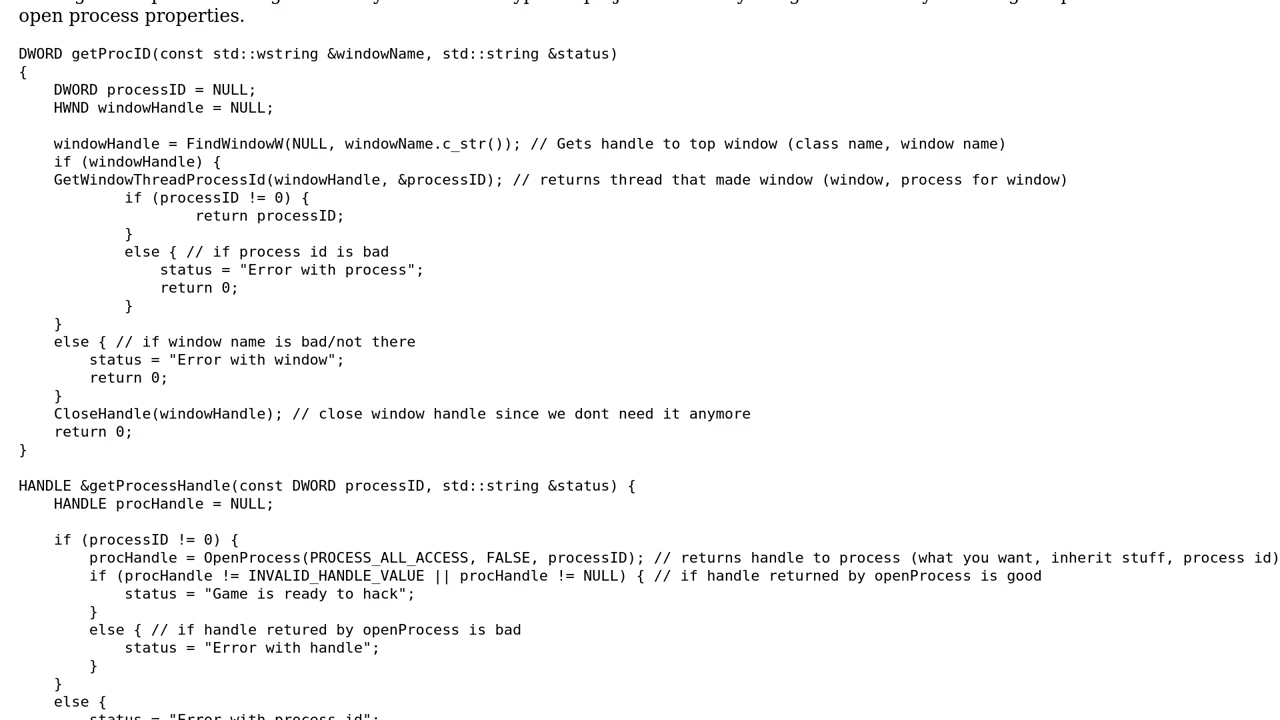 open process properties.
DWORD getProcID(const std::wstring &windowName, std::string &status)
{
    DWORD processID = NULL;
    HWND windowHandle = NULL;

    windowHandle = FindWindowW(NULL, windowName.c_str()); // Gets handle to top window (class name, window name)
    if (windowHandle) {
    GetWindowThreadProcessId(windowHandle, &processID); // returns thread that made window (window, process for window)
            if (processID != 0) {
                    return processID;
            }
            else { // if process id is bad
                status = "Error with process";
                return 0;
            }
    }
    else { // if window name is bad/not there
        status = "Error with window";
        return 0;
    }
    CloseHandle(windowHandle); // close window handle since we dont need it anymore
    return 0;
}

HANDLE &getProcessHandle(const DWORD processID, std::string &status) {
    HANDLE procHandle = NULL;

    if (processID != 0) {
        procHandle = OpenProcess(PROCESS_ALL_ACCESS, FALSE, processID); // returns handle to process (what you want, inherit stuff, process id)
        if (procHandle != INVALID_HANDLE_VALUE || procHandle != NULL) { // if handle returned by openProcess is good
            status = "Game is ready to hack";
        }
        else { // if handle retured by openProcess is bad
            status = "Error with handle";
        }
    }
    else {
        status = "Error with process id";